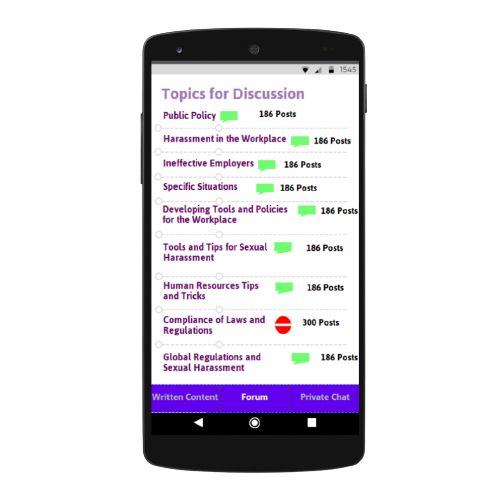 15:45
Topics for Discussion
Public Policy 186 Posts
Harassment in the Workplace 186 Posts
Ineffective Employers 186 Posts
Specific Situations 186 Posts
Developing Tools and Policies 186 Posts
for the Workplace
Tools and Tips for Sexual 186 Posts
Harassment
Human Resources Tips 186 Posts
and Tricks
Compliance of Laws and 300 Posts
Regulations
Global Regulations and 186 Posts
Sexual Harassment
Written Content Forum Private Chat